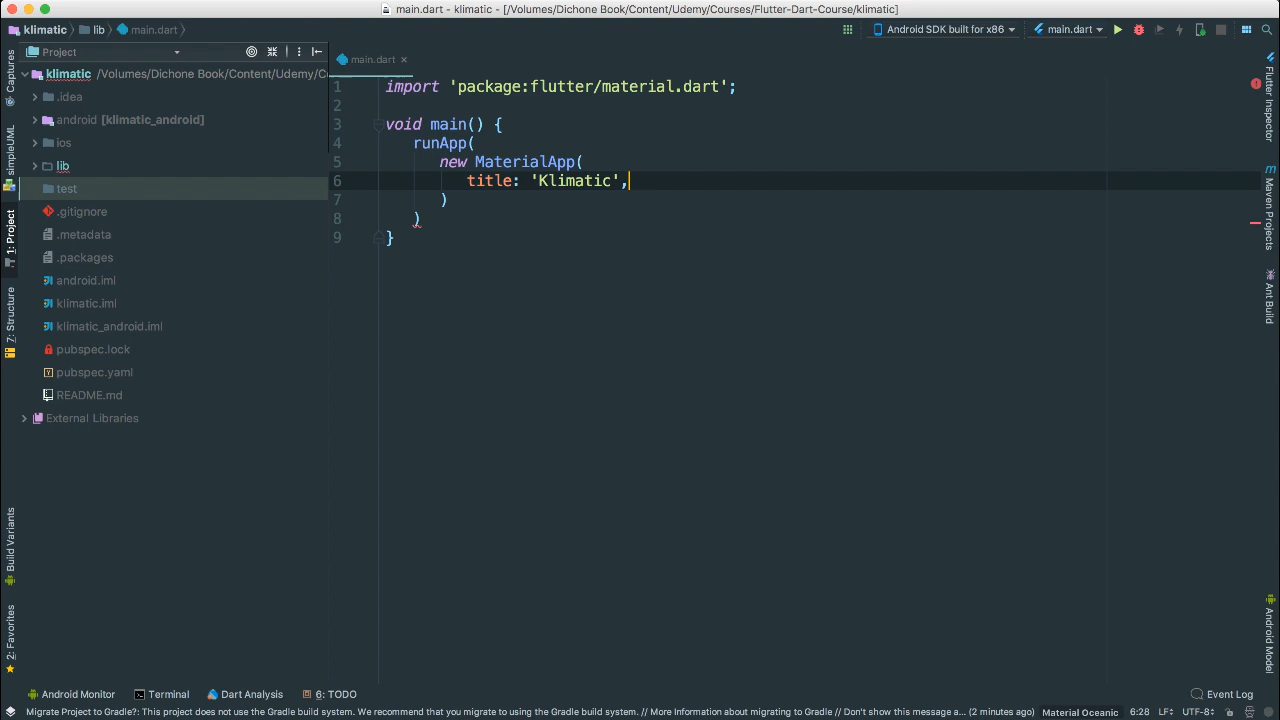 main.dart - klimatic - [/Volumes/Dichone Book/Content/Udemy/Courses/Flutter-Dart-Course/klimatic]
klimatic lib main.dart
Android SDK built for x86 main.dart
Project
main.dart
klimatic /Volumes/Dichone Book/Content/Udemy/C
.idea
android [klimatic_android]
ios
lib
test
.gitignore
.metadata
.packages
android.iml
klimatic.iml
klimatic_android.iml
pubspec.lock
pubspec.yaml
README.md
External Libraries
1 import 'package:flutter/material.dart';
2
3 void main() {
4 runApp(
5 new MaterialApp(
6 title: 'Klimatic',
7 )
8 )
9 }
Captures
simpleUML
1: Project
7: Structure
Build Variants
2: Favorites
Flutter Inspector
m
Maven Projects
Ant Build
Android Model
Android Monitor Terminal Dart Analysis 6: TODO Event Log
Migrate Project to Gradle?: This project does not use the Gradle build system. We recommend that you migrate to using the Gradle build system. // More Information about migrating to Gradle // Don't show this message a... (2 minutes ago) Material Oceanic 6:28 LF÷ UTF-8÷